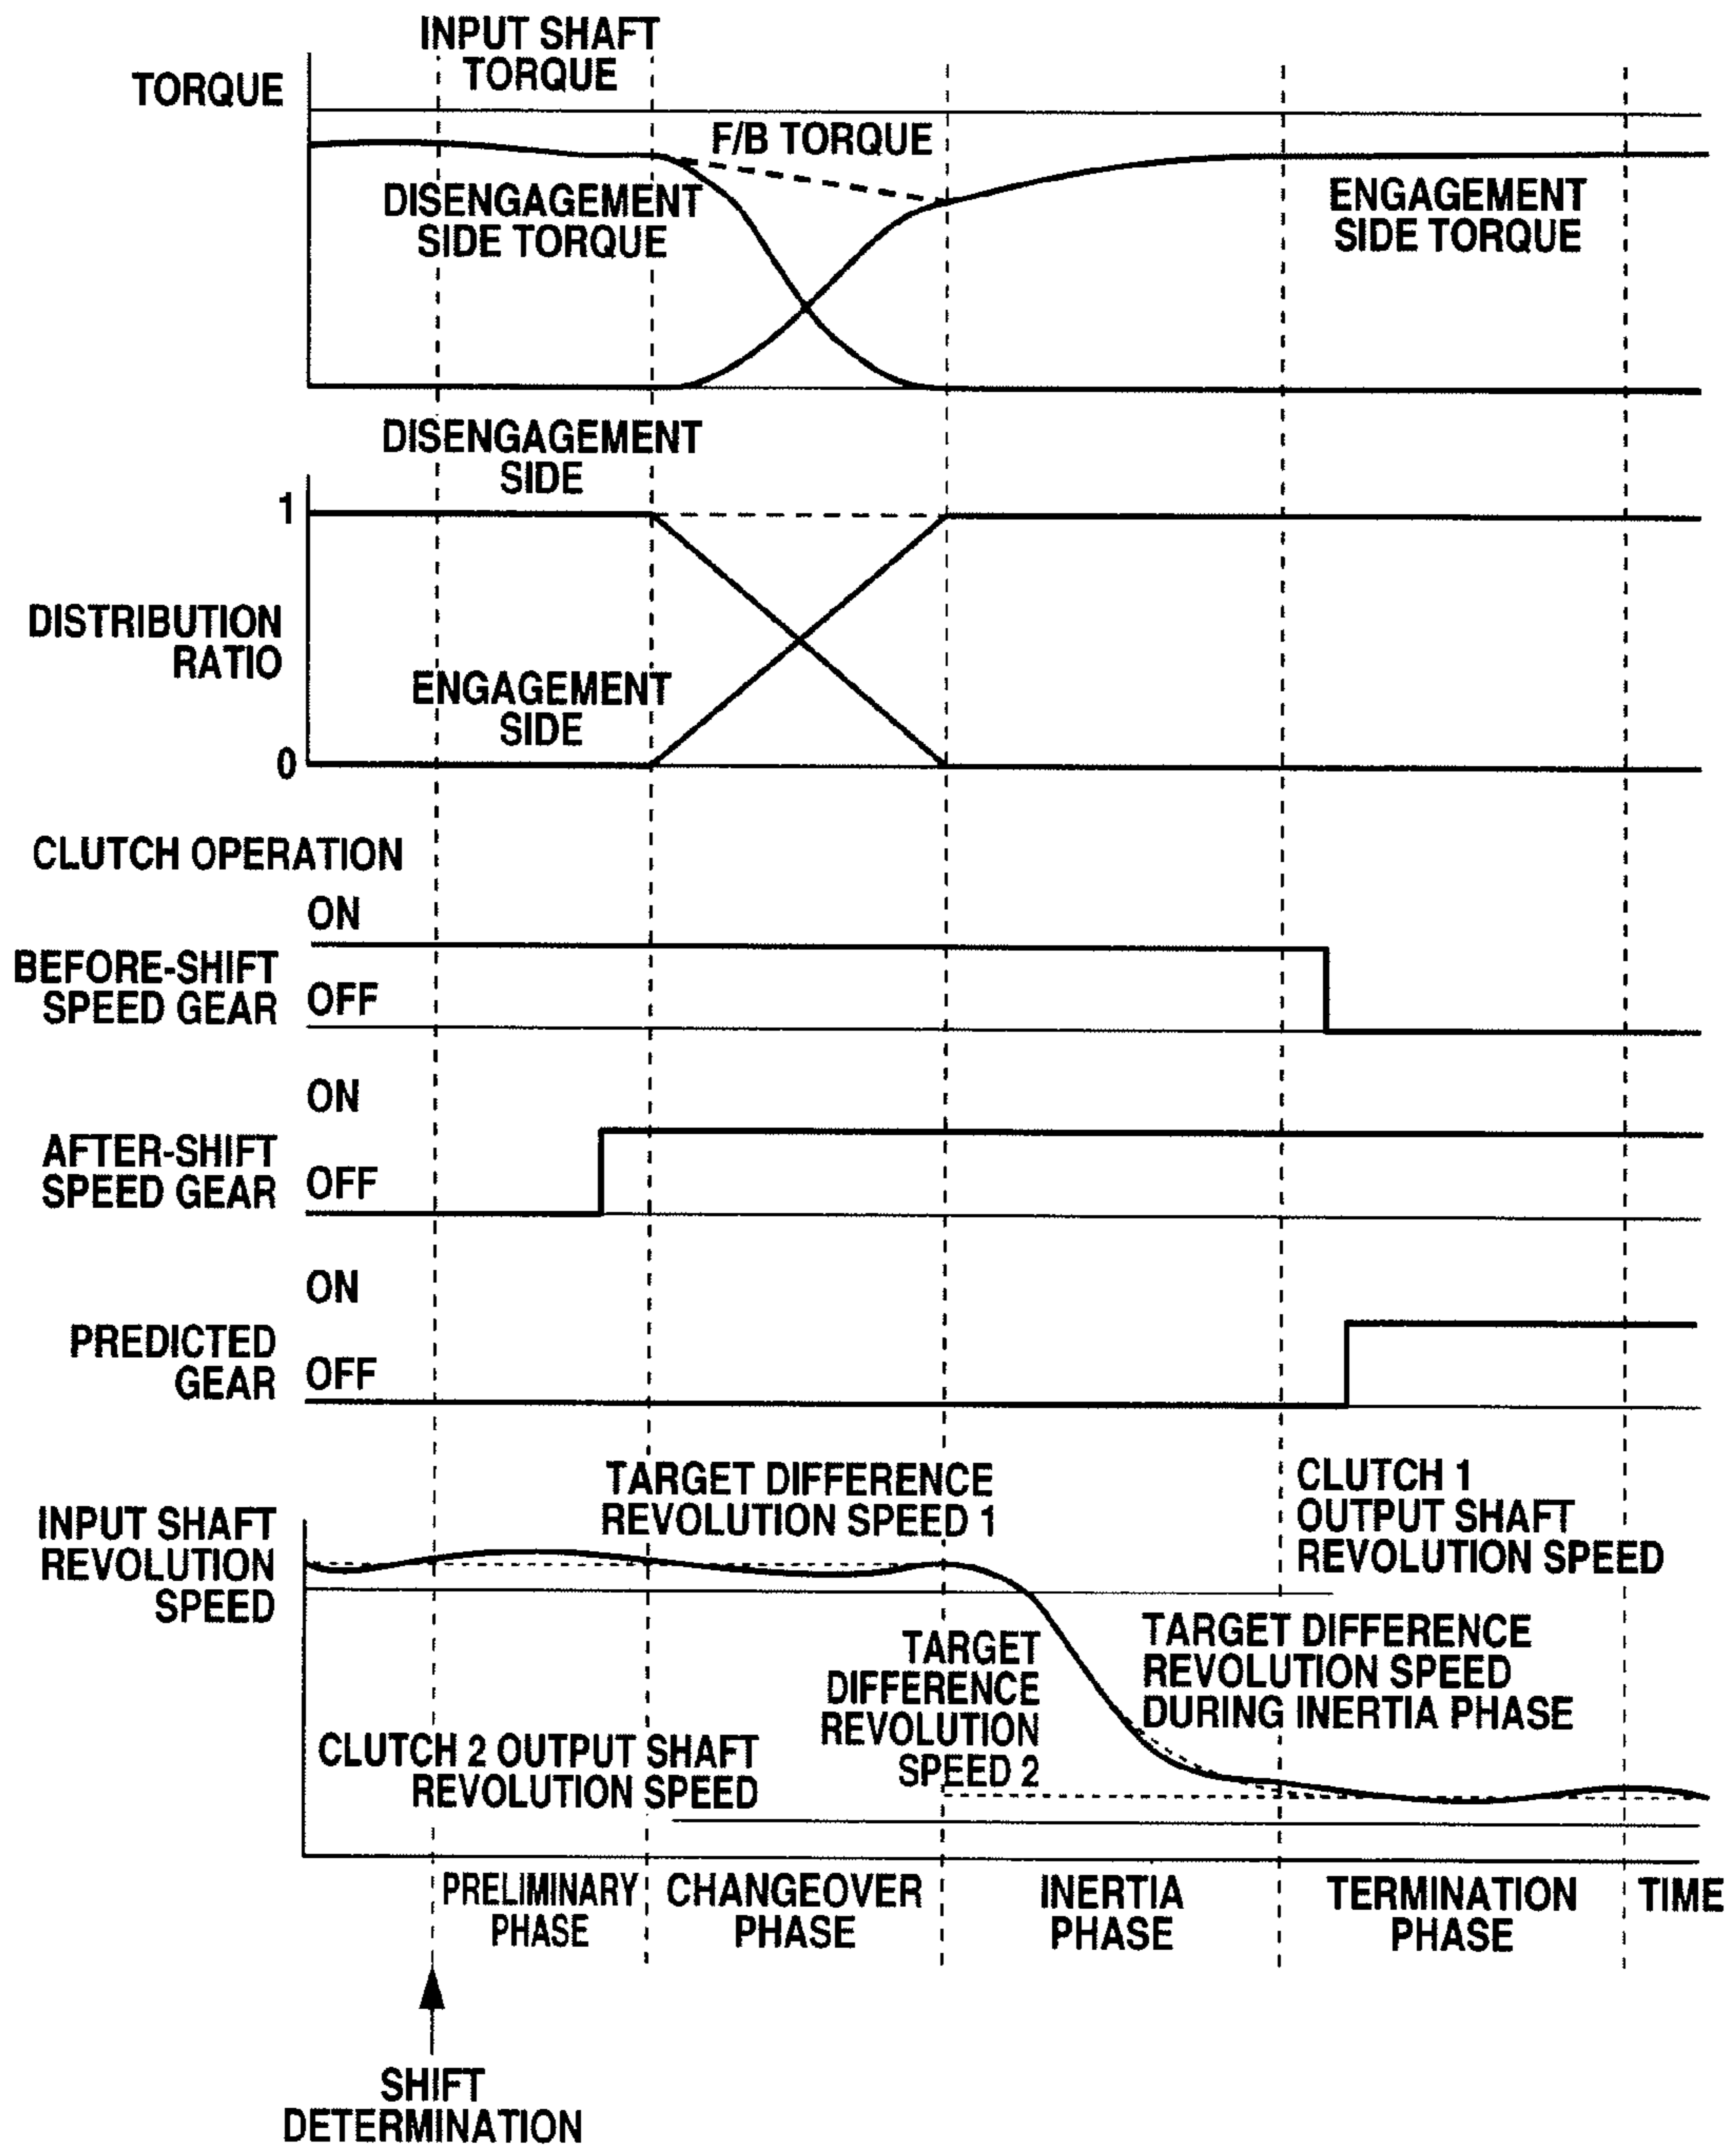 INPUT SHAFT
TORQUE
TORQUE
F/B TORQUE
DISENGAGEMENT
SIDE TORQUE
ENGAGEMENT
SIDE TORQUE
DISENGAGEMENT
SIDE
1
DISTRIBUTION
RATIO
ENGAGEMENT
SIDE
0
CLUTCH OPERATION
ON
BEFORE-SHIFT
SPEED GEAR
OFF
ON
AFTER-SHIFT
SPEED GEAR
OFF
ON
PREDICTED
GEAR
OFF
TARGET DIFFERENCE
REVOLUTION SPEED 1
CLUTCH 1
OUTPUT SHAFT
REVOLUTION SPEED
INPUT SHAFT
REVOLUTION
SPEED
TARGET
DIFFERENCE
REVOLUTION
SPEED 2
TARGET DIFFERENCE
REVOLUTION SPEED
DURING INERTIA PHASE
CLUTCH 2 OUTPUT SHAFT
REVOLUTION SPEED
PRELIMINARY
PHASE
CHANGEOVER
PHASE
INERTIA
PHASE
TERMINATION
PHASE
TIME
SHIFT
DETERMINATION